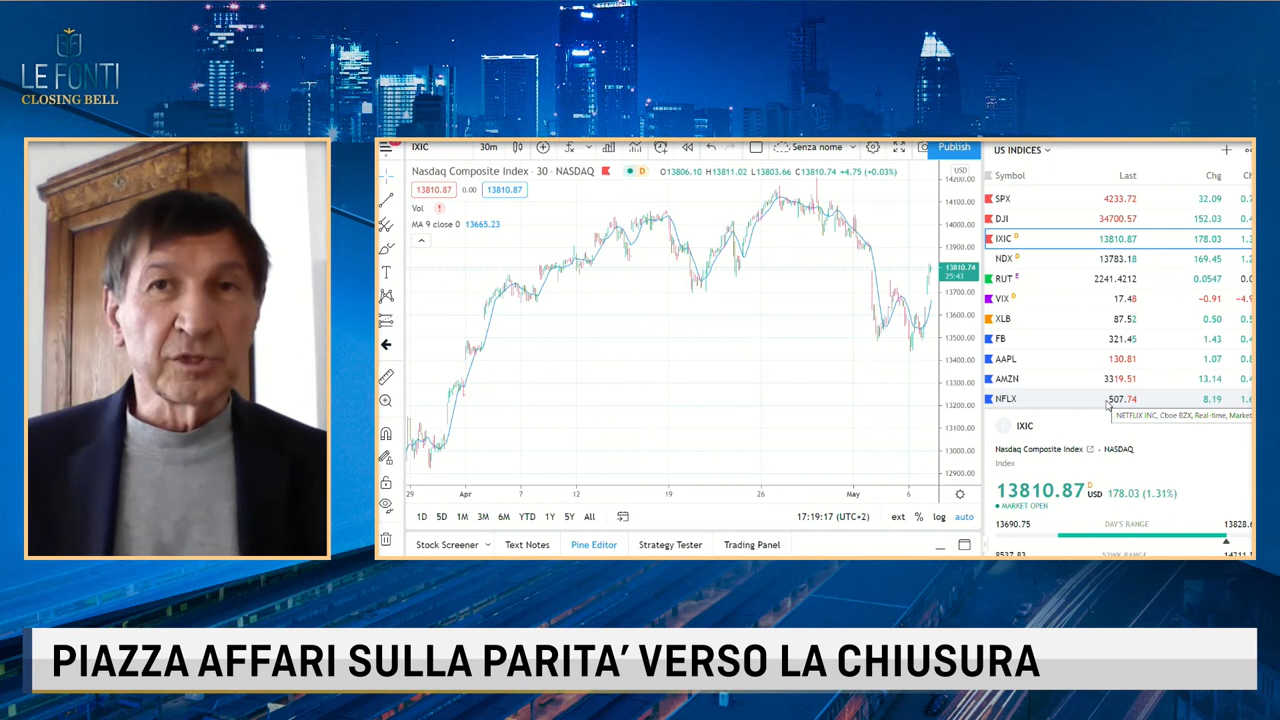 LE FONTI
CLOSING BELL
IXIC 30m Senza nome Publish
Nasdaq Composite Index · 30 · NASDAQ D O13806.10 H13811.02 L13803.66 C13810.74 +4.75 (+0.03%)
13810.87 0.00 13810.87
Vol
MA 9 close 0 13665.23
USD
14200.00
14000.00
13900.00
13810.74
25:43
13700.00
13600.00
13500.00
13400.00
13300.00
13200.00
13100.00
13000.00
12900.00
29 Apr 7 12 19 26 May 6
1D 5D 1M 3M 6M YTD 1Y 5Y All 17:19:17 (UTC+2) ext % log auto
Stock Screener Text Notes Pine Editor Strategy Tester Trading Panel
US INDICES
Symbol Last Chg
SPX 4233.72 32.09
DJI 34700.57 152.03
IXIC D 13810.87 178.03
NDX D 13783.18 169.45
RUT E 2241.4212 0.0547
VIX D 17.48 −0.91
XLB 87.52 0.50
FB 321.45 1.43
AAPL 130.81 1.07
AMZN 3319.51 13.14
NFLX 507.74 8.19
NETFLIX INC, Cboe BZX, Real-time, Market
IXIC
Nasdaq Composite Index • NASDAQ
Index
13810.87 D USD 178.03 (1.31%)
MARKET OPEN
13690.75 DAY'S RANGE 13828.6
8537.83 52WK RANGE 14211.5
PIAZZA AFFARI SULLA PARITA' VERSO LA CHIUSURA